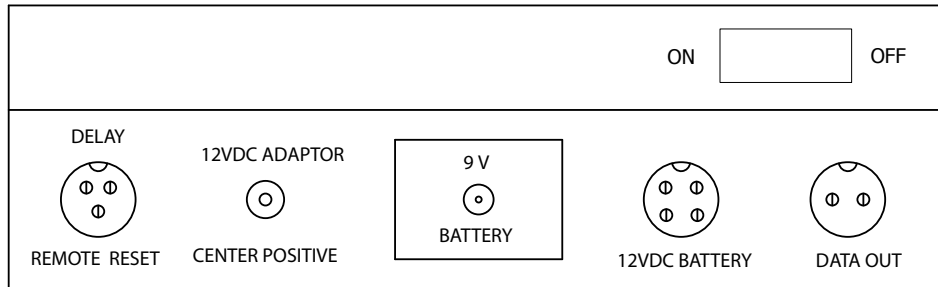 ON OFF
DELAY
12VDC ADAPTOR
9 V
BATTERY
REMOTE RESET
CENTER POSITIVE
12VDC BATTERY
DATA OUT